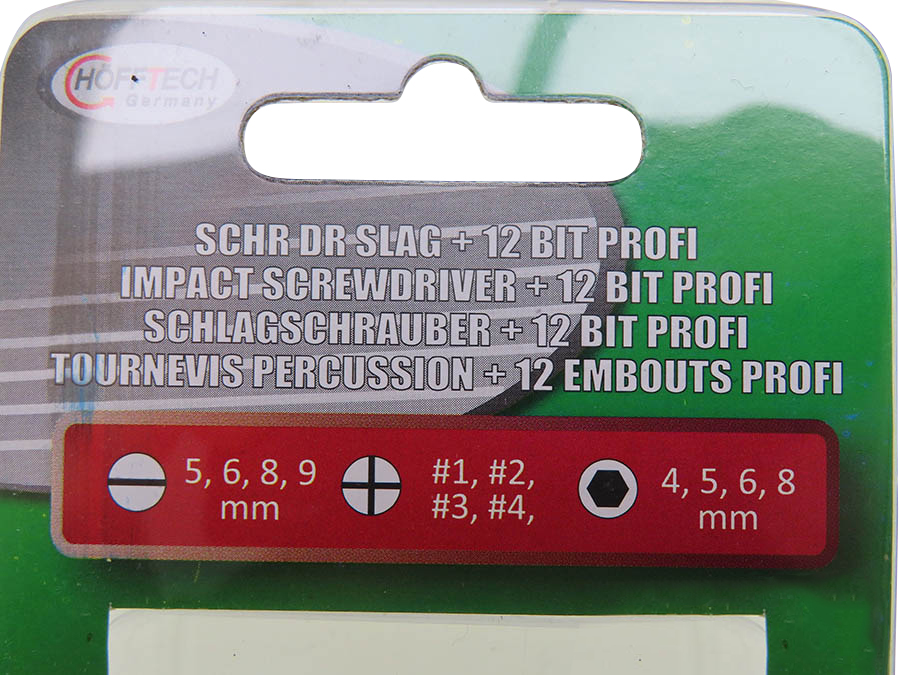 HÖFFTECH
Germany
SCHR DR SLAG + 12 BIT PROFI
IMPACT SCREWDRIVER + 12 BIT PROFI
SCHLAGSCHRAUBER + 12 BIT PROFI
TOURNEVIS PERCUSSION + 12 EMBOUTS PROFI
5, 6, 8, 9
mm
#1, #2,
#3, #4,
4, 5, 6, 8
mm